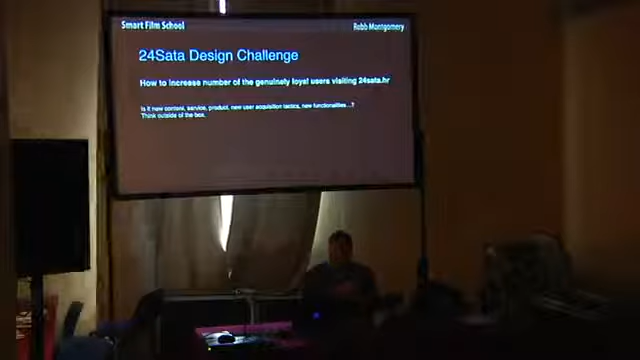 Smart Film School
Robb Montgomery
24Sata Design Challenge
How to increase number of the genuinely loyal users visiting 24sata.hr
Is it new content, service, product, new user acquisition tactics, new functionalities...?
Think outside of the box.